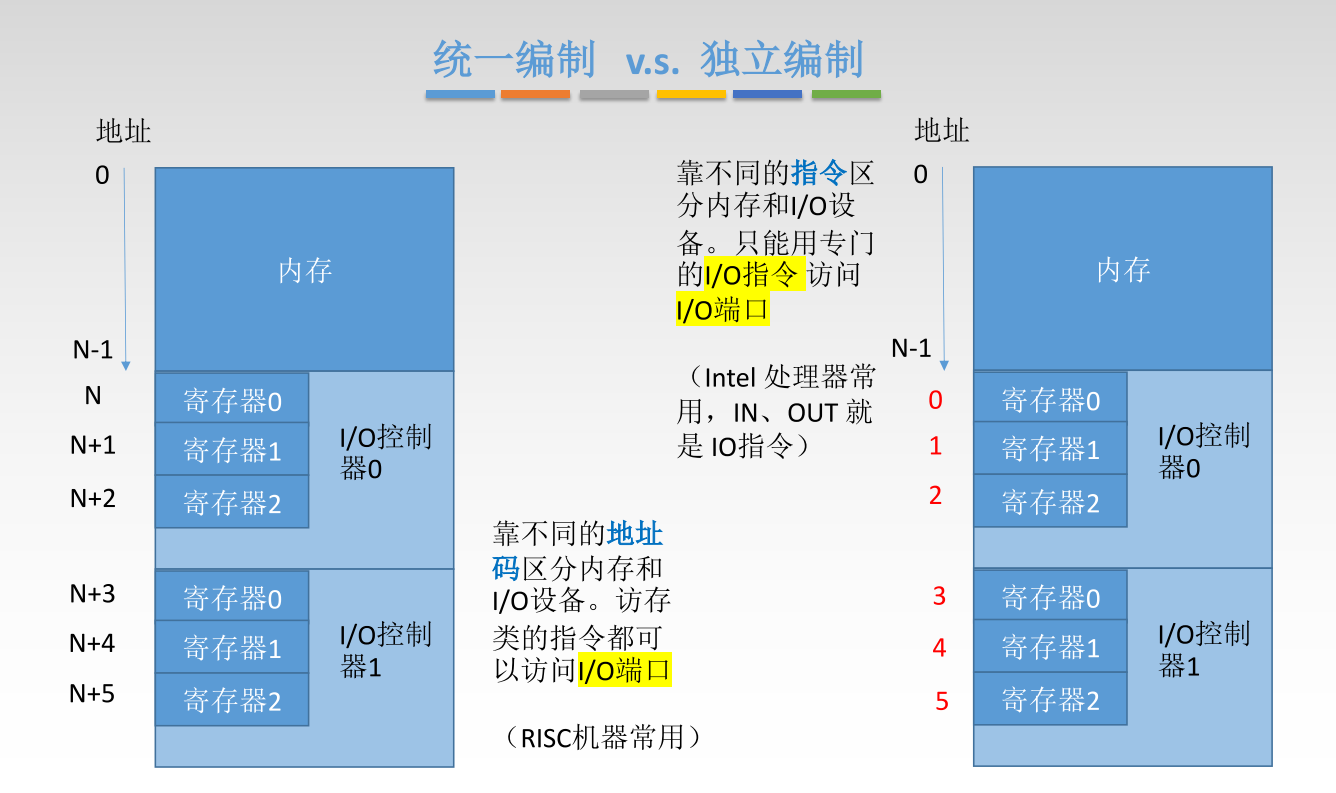 统一编制 v.s. 独立编制
地址
0
内存
N-1
N
寄存器0
N+1
寄存器1
N+2
寄存器2
I/O控制
器0
N+3
寄存器0
N+4
寄存器1
N+5
寄存器2
I/O控制
器1
靠不同的地址
码区分内存和
I/O设备。访存
类的指令都可
以访问I/O端口
（RISC机器常用）
靠不同的指令区
分内存和I/O设
备。只能用专门
的I/O指令 访问
I/O端口
（Intel 处理器常
用，IN、OUT 就
是 IO指令）
地址
0
内存
N-1
0
寄存器0
1
寄存器1
2
寄存器2
I/O控制
器0
3
寄存器0
4
寄存器1
5
寄存器2
I/O控制
器1